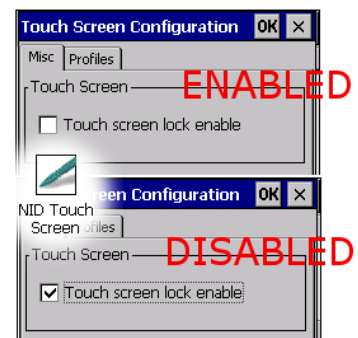 Touch Screen Configuration OK ×
Misc Profiles
Touch Screen
ENABLED
Touch screen lock enable
een Configuration OK ×
NID Touch
Screen ofiles
Touch Screen
DISABLED
Touch screen lock enable